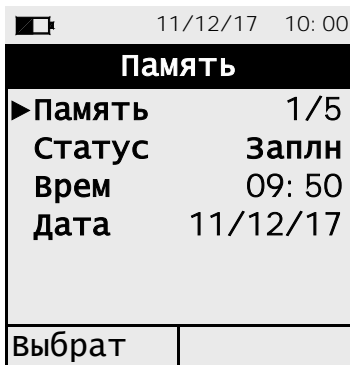 11/12/17 10:00
Память
▶Память 1/5
Статус Заплн
Врем 09:50
Дата 11/12/17
Выбрат